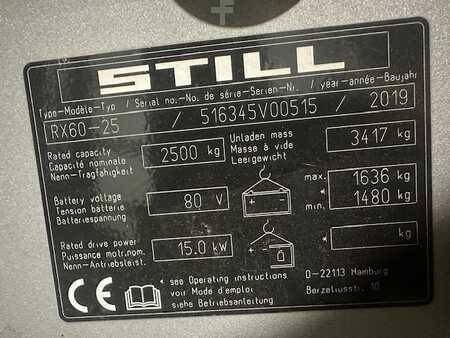 STILL
Type-Modèle-Typ / Serial no.-No. de série-Serien-Nr. / year-année-Baujahr
RX60-25 / 516345V00515 / 2019
Rated capacity
Capacité nominale
Nenn-Tragfähigkeit
2500 kg
Unladen mass
Masse à vide
Leergewicht
3417 kg
Battery voltage
Tension batterie
Batteriespannung
80 V
max. 1636 kg
* min. 1480 kg
Rated drive power
Puissance motr.nom.
Nenn-Antriebsleist.
15.0 kW
* kg
* see Operating instructions
voir Mode d'emploi
siehe Betriebsanleitung
CE
D-22113 Hamburg
Berzeliusstr. 10